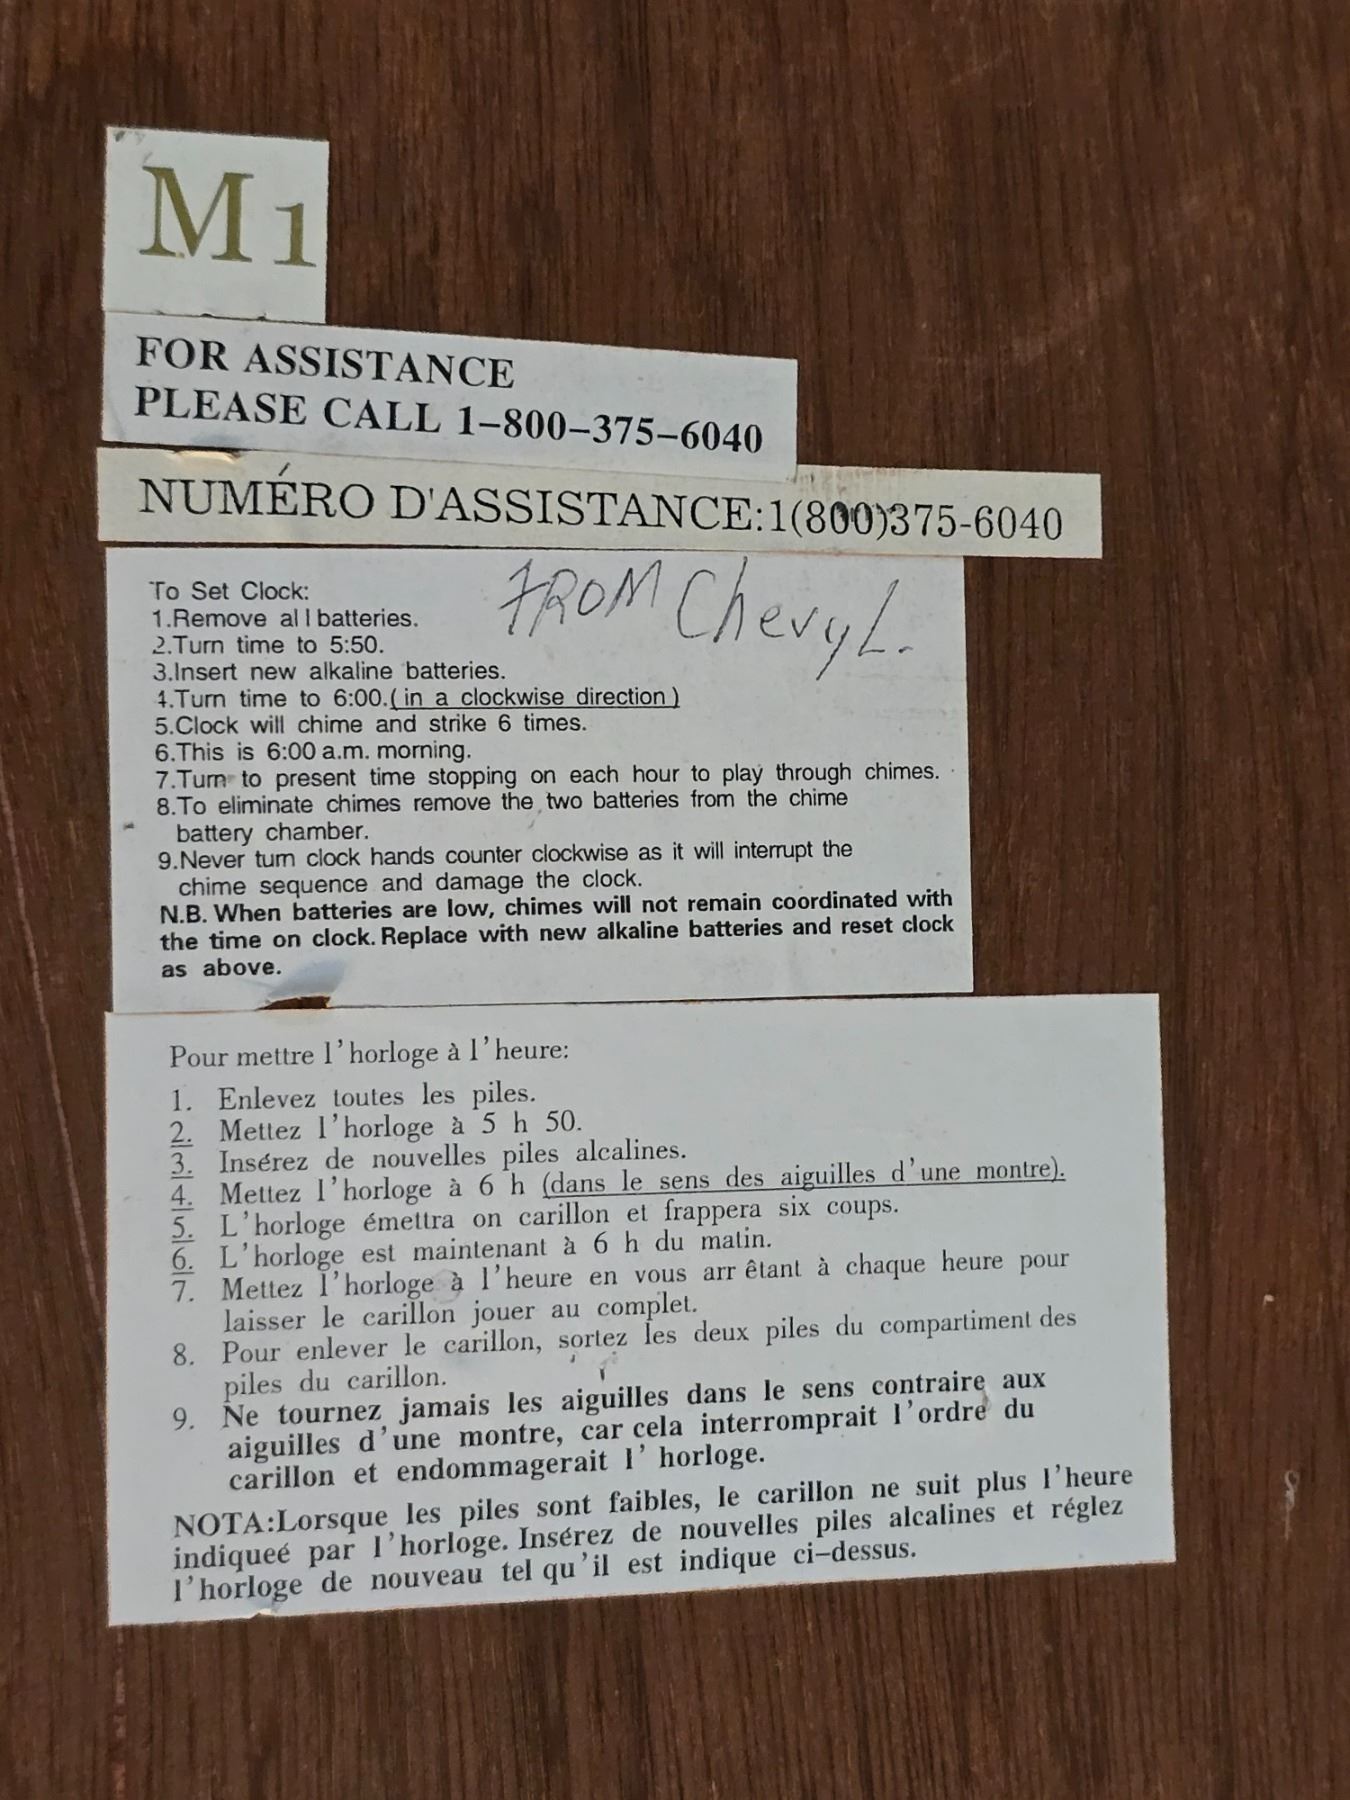 M1
FOR ASSISTANCE
PLEASE CALL 1-800-375-6040
NUMÉRO D'ASSISTANCE:1(800)375-6040
FROM Cheryl.
To Set Clock:
1.Remove all batteries.
2.Turn time to 5:50.
3.Insert new alkaline batteries.
4.Turn time to 6:00.(in a clockwise direction)
5.Clock will chime and strike 6 times.
6.This is 6:00 a.m. morning.
7.Turn to present time stopping on each hour to play through chimes.
8.To eliminate chimes remove the two batteries from the chime
battery chamber.
9.Never turn clock hands counter clockwise as it will interrupt the
chime sequence and damage the clock.
N.B. When batteries are low, chimes will not remain coordinated with
the time on clock. Replace with new alkaline batteries and reset clock
as above.
Pour mettre l'horloge à l'heure:
1. Enlevez toutes les piles.
2. Mettez l'horloge à 5 h 50.
3. Insérez de nouvelles piles alcalines.
4. Mettez l'horloge à 6 h (dans le sens des aiguilles d'une montre).
5. L'horloge émettra on carillon et frappera six coups.
6. L'horloge est maintenant à 6 h du matin.
7. Mettez l'horloge à l'heure en vous arr êtant à chaque heure pour
laisser le carillon jouer au complet.
8. Pour enlever le carillon, sortez les deux piles du compartiment des
piles du carillon.
9. Ne tournez jamais les aiguilles dans le sens contraire aux
aiguilles d'une montre, car cela interromprait l'ordre du
carillon et endommagerait l' horloge.
NOTA:Lorsque les piles sont faibles, le carillon ne suit plus l'heure
indiqueé par l'horloge. Insérez de nouvelles piles alcalines et réglez
l'horloge de nouveau tel qu'il est indique ci-dessus.